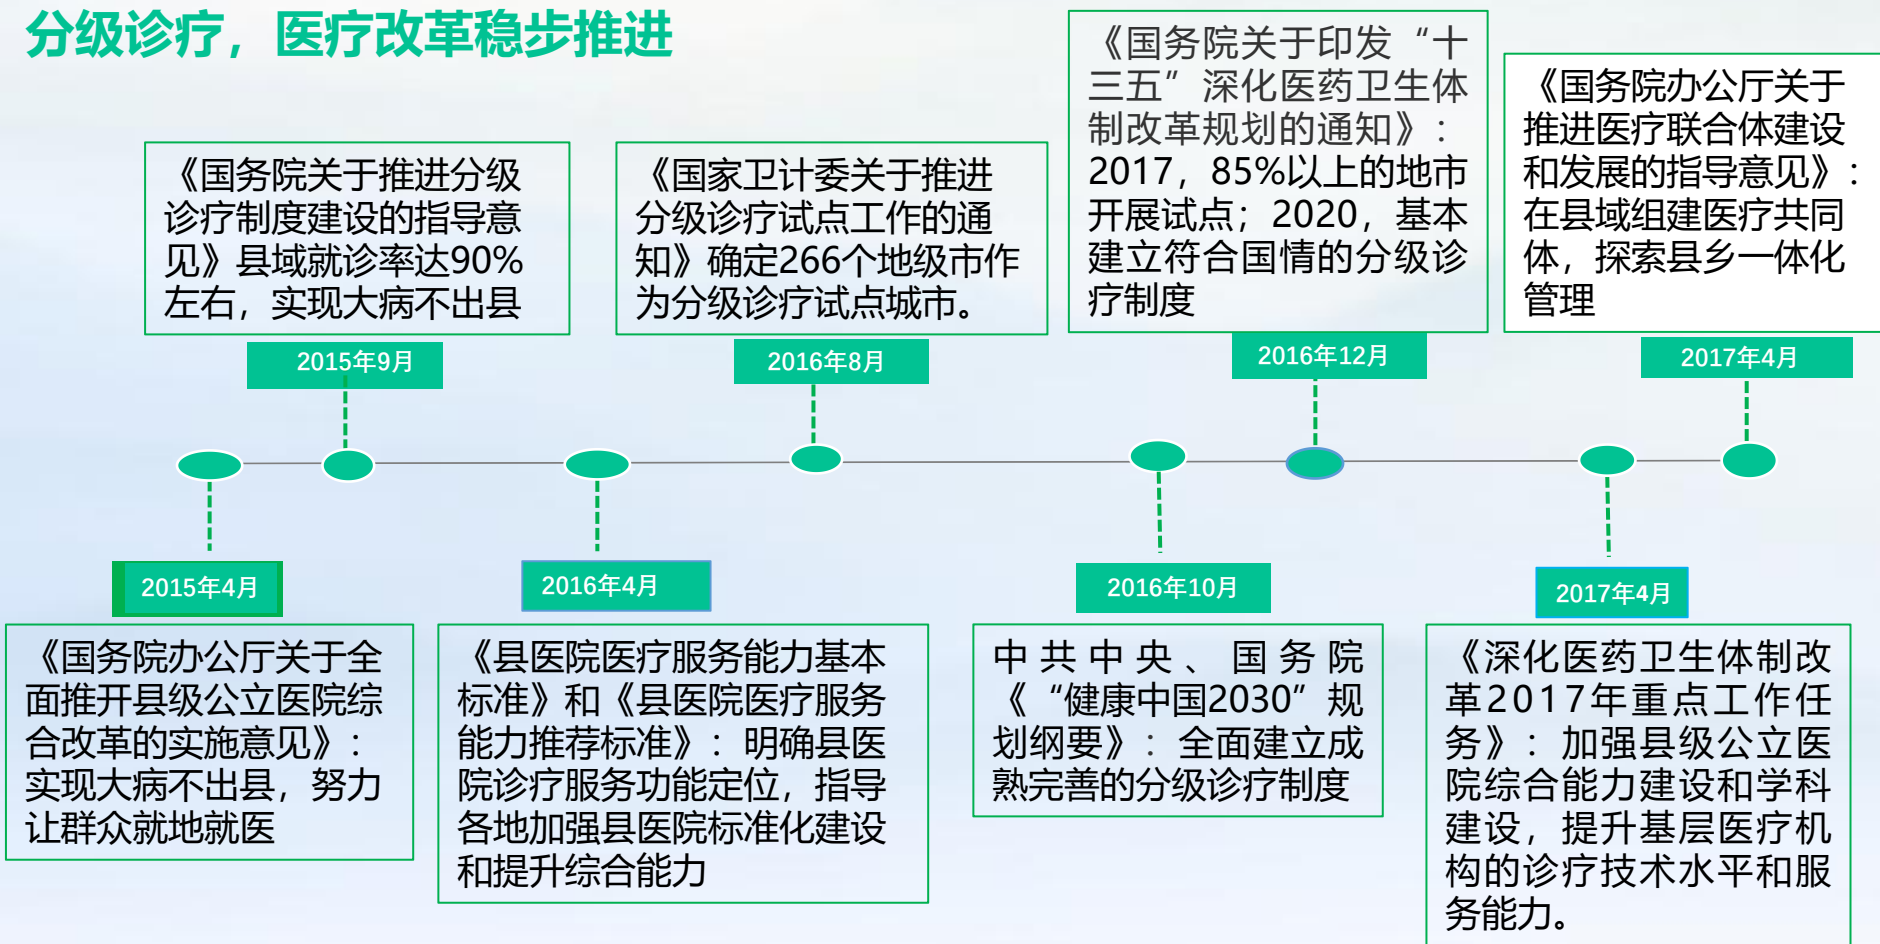 分级诊疗，医疗改革稳步推进
《国务院关于推进分级
诊疗制度建设的指导意
见》县域就诊率达90%
左右，实现大病不出县
2015年9月
《国家卫计委关于推进
分级诊疗试点工作的通
知》确定266个地级市作
为分级诊疗试点城市。
2016年8月
《国务院关于印发“十
三五”深化医药卫生体
制改革规划的通知》：
2017，85%以上的地市
开展试点；2020，基本
建立符合国情的分级诊
疗制度
2016年12月
《国务院办公厅关于
推进医疗联合体建设
和发展的指导意见》：
在县域组建医疗共同
体，探索县乡一体化
管理
2017年4月
2015年4月
《国务院办公厅关于全
面推开县级公立医院综
合改革的实施意见》：
实现大病不出县，努力
让群众就地就医
2016年4月
《县医院医疗服务能力基本
标准》和《县医院医疗服务
能力推荐标准》：明确县医
院诊疗服务功能定位，指导
各地加强县医院标准化建设
和提升综合能力
2016年10月
中共中央、国务院
《“健康中国2030”规
划纲要》：全面建立成
熟完善的分级诊疗制度
2017年4月
《深化医药卫生体制改
革2017年重点工作任
务》：加强县级公立医
院综合能力建设和学科
建设，提升基层医疗机
构的诊疗技术水平和服
务能力。